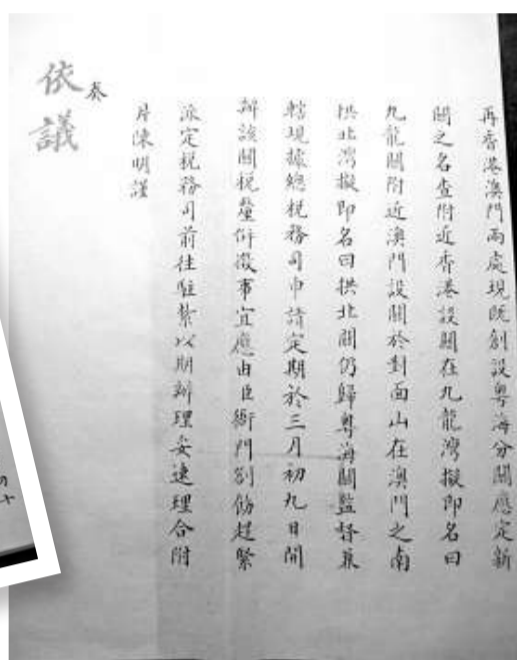 再香港澳門兩處現既創設粤海分關應定新
關之名查附近香港設關在九龍灣擬即名曰
九龍關附近澳門設關於對面山在澳門之南
拱北灣擬即名曰拱北關仍歸粤海關監督兼
轄現據總稅務司申請定期於三月初九日開
辦該關稅釐併徵事宜應由臣衙門劄飭赶緊
派定稅務司前往駐紮以期辦理妥速理合附
片陳明謹
奏
依議